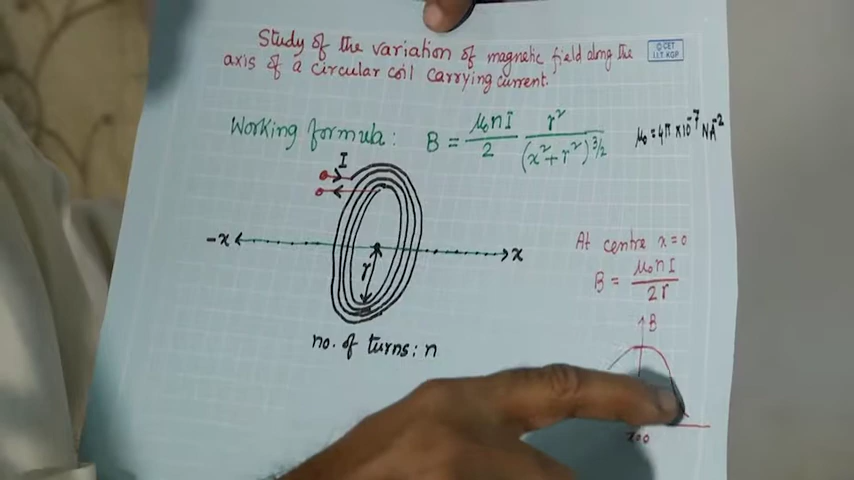 Study of the variation of magnetic field along the
axis of a circular coil carrying current.
© CET
I.I.T. KGP
Working formula: B = μ₀nI/2 r²/(x²+r²)^3/2
μ₀ = 4π×10⁻⁷ NA⁻²
I
-x
x
r
no. of turns: n
At centre x=0
B = μ₀nI/2r
B
x=0